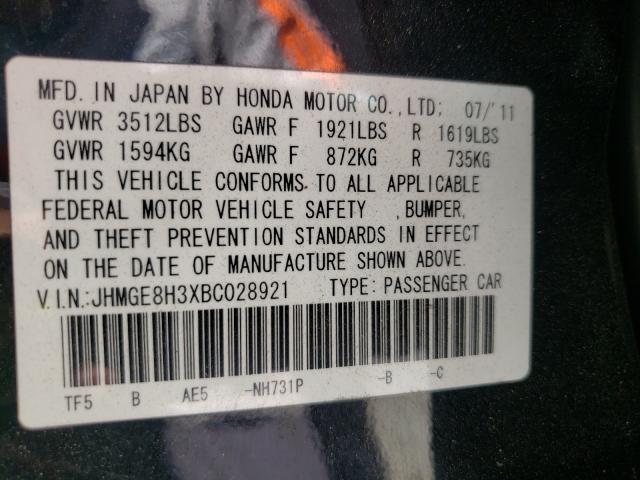 MFD. IN JAPAN BY HONDA MOTOR CO.,LTD; 07/'11
GVWR 3512LBS GAWR F 1921LBS R 1619LBS
GVWR 1594KG GAWR F 872KG R 735KG
THIS VEHICLE CONFORMS TO ALL APPLICABLE
FEDERAL MOTOR VEHICLE SAFETY ,BUMPER,
AND THEFT PREVENTION STANDARDS IN EFFECT
ON THE DATE OF MANUFACTURE SHOWN ABOVE.
V.I.N.:JHMGE8H3XBC028921 TYPE: PASSENGER CAR
TF5 B AE5 -NH731P -B -C